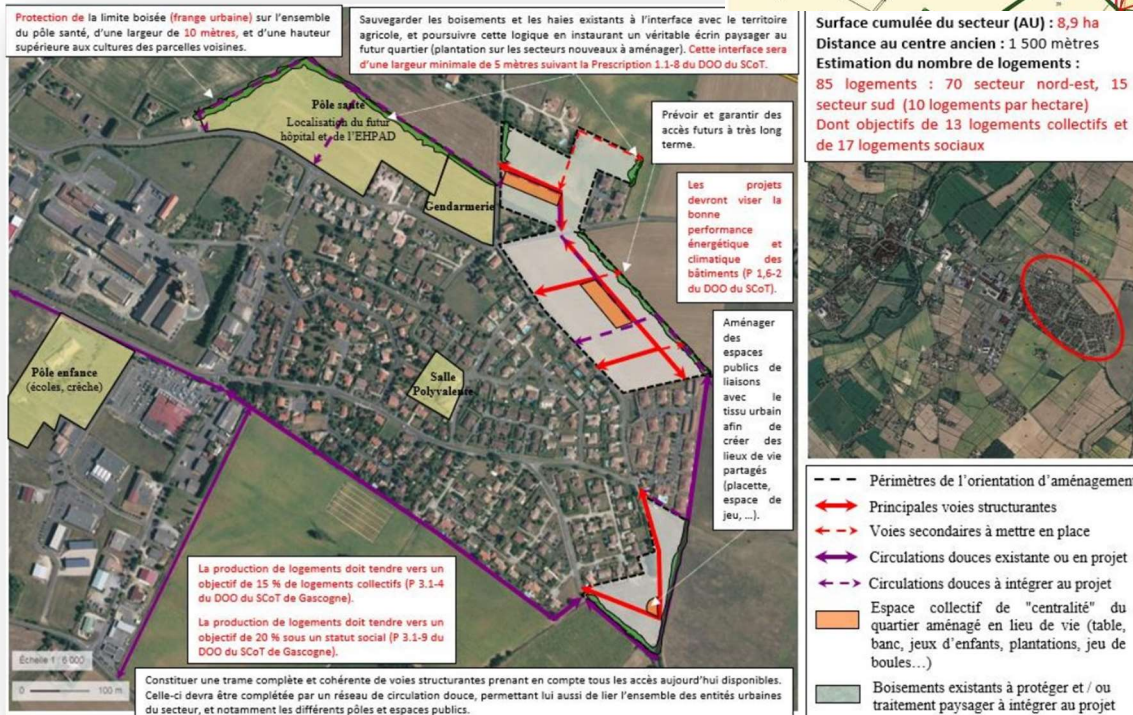 Protection de la limite boisée (frange urbaine) sur l'ensemble
du pôle santé, d'une largeur de 10 mètres, et d'une hauteur
supérieure aux cultures des parcelles voisines.
Sauvegarder les boisements et les haies existants à l'interface avec le territoire
agricole, et poursuivre cette logique en instaurant un véritable écrin paysager au
futur quartier (plantation sur les secteurs nouveaux à aménager). Cette interface sera
d'une largeur minimale de 5 mètres suivant la Prescription 1.1-8 du DOO du SCoT.
Surface cumulée du secteur (AU) : 8,9 ha
Distance au centre ancien : 1 500 mètres
Estimation du nombre de logements :
85 logements : 70 secteur nord-est, 15
secteur sud (10 logements par hectare)
Dont objectifs de 13 logements collectifs et
de 17 logements sociaux
Pôle santé
Localisation du futur
hôpital et de l'EHPAD
Gendarmerie
Prévoir et garantir des
accès futurs à très long
terme.
Les projets
devront viser la
bonne
performance
énergétique et
climatique des
bâtiments (P 1,6-2
du DOO du SCoT).
Aménager
des
espaces
publics de
liaisons
avec le
tissu urbain
afin de
créer des
lieux de vie
partagés
(placette,
espace de
jeu, ...).
Pôle enfance
(écoles, crèche)
Salle
Polyvalente
La production de logements doit tendre vers un
objectif de 15 % de logements collectifs (P 3.1-4
du DOO du SCoT de Gascogne).
La production de logements doit tendre vers un
objectif de 20 % sous un statut social (P 3.1-9 du
DOO du SCoT de Gascogne).
Échelle 1 : 6 000
0 100 m
Constituer une trame complète et cohérente de voies structurantes prenant en compte tous les accès aujourd'hui disponibles.
Celle-ci devra être complétée par un réseau de circulation douce, permettant lui aussi de lier l'ensemble des entités urbaines
du secteur, et notamment les différents pôles et espaces publics.
Périmètres de l'orientation d'aménagement
Principales voies structurantes
Voies secondaires à mettre en place
Circulations douces existante ou en projet
Circulations douces à intégrer au projet
Espace collectif de "centralité" du
quartier aménagé en lieu de vie (table,
banc, jeux d'enfants, plantations, jeu de
boules…)
Boisements existants à protéger et / ou
traitement paysager à intégrer au projet